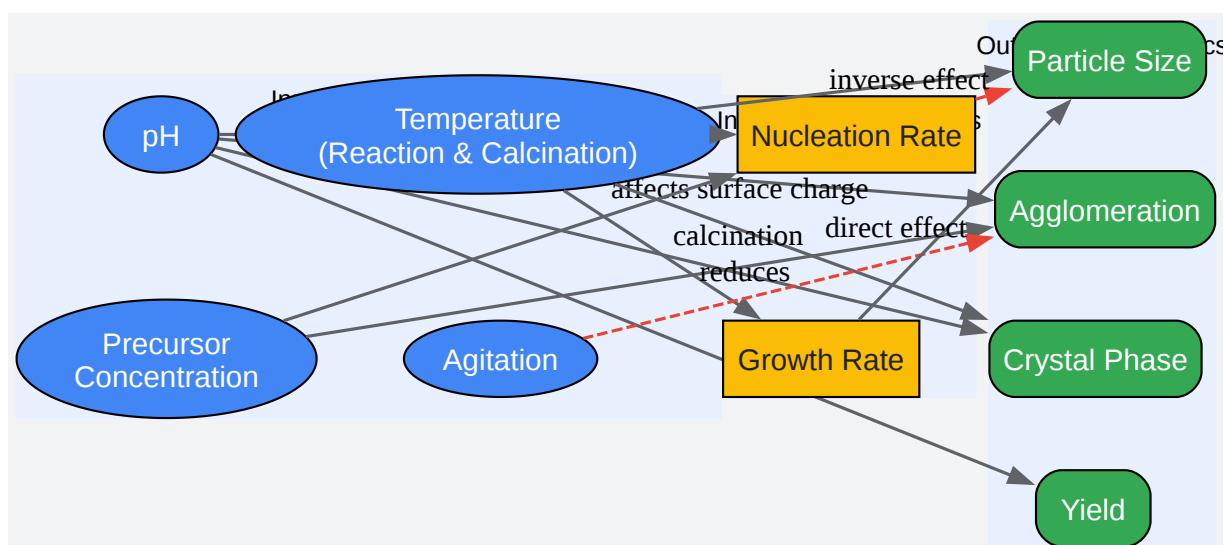 Particle Size
inverse effect
pH
Temperature
(Reaction & Calcination)
Nucleation Rate
affects surface charge
Agglomeration
calcination
direct effect
reduces
Precursor
Concentration
Agitation
Growth Rate
Crystal Phase
Yield